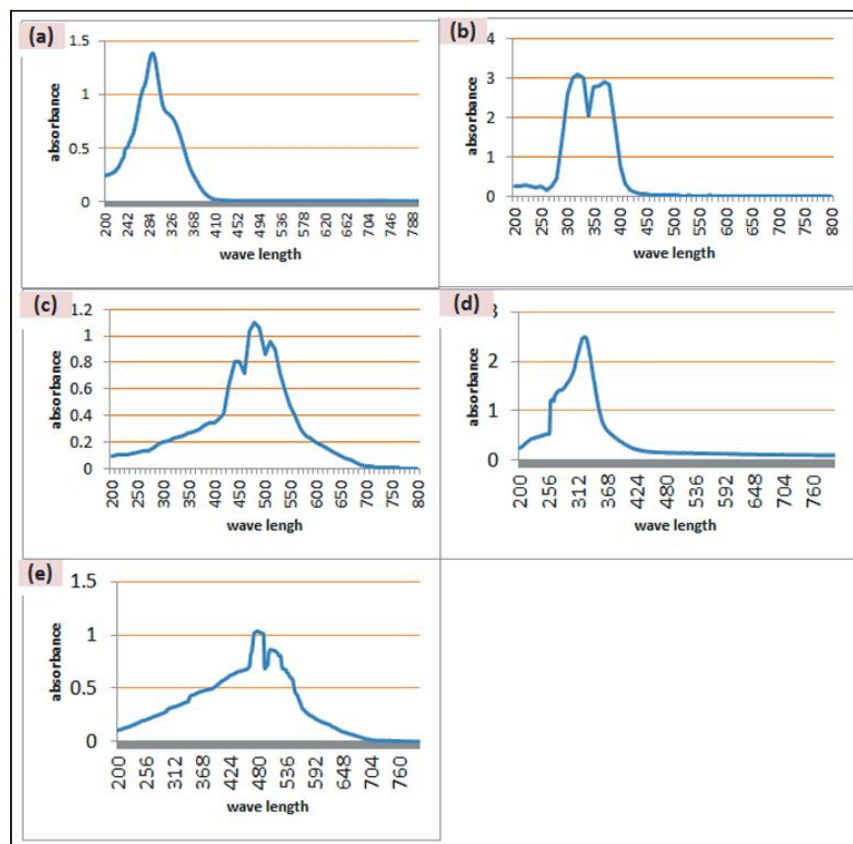 (a)
1.5
1
0.5
0
absorbance
200 242 284 326 368 410 452 494 536 578 620 662 704 746 788
wave length
(b)
4
3
2
1
0
absorbance
200 250 300 350 400 450 500 550 600 650 700 750 800
wave length
(c)
1.2
1
0.8
0.6
0.4
0.2
0
absorbance
200 250 300 350 400 450 500 550 600 650 700 750 800
wave lengh
(d)
3
2
1
0
absorbance
200 256 312 368 424 480 536 592 648 704 760
wave length
(e)
1.5
1
0.5
0
absorbance
200 256 312 368 424 480 536 592 648 704 760
wave length